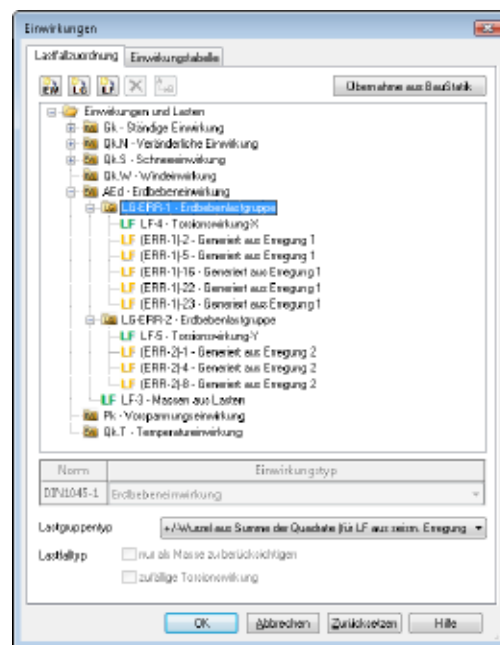 Einwirkungen
Lastfallzuordnung Einwirkungstabelle
EW LG LF
Übernahme aus BauStatik
Einwirkungen und Lasten
Gk - Ständige Einwirkung
Qk.N - Veränderliche Einwirkung
Qk.S - Schneeeinwirkung
Qk.W - Windeinwirkung
AEd - Erdbebeneinwirkung
LG-ERR-1 - Erdbebenlastgruppe
LF LF-4 - Torsionswirkung-X
LF (ERR-1)-2 - Generiert aus Erregung 1
LF (ERR-1)-5 - Generiert aus Erregung 1
LF (ERR-1)-16 - Generiert aus Erregung 1
LF (ERR-1)-22 - Generiert aus Erregung 1
LF (ERR-1)-23 - Generiert aus Erregung 1
LG-ERR-2 - Erdbebenlastgruppe
LF LF-5 - Torsionswirkung-Y
LF (ERR-2)-1 - Generiert aus Erregung 2
LF (ERR-2)-4 - Generiert aus Erregung 2
LF (ERR-2)-8 - Generiert aus Erregung 2
LF LF-3 - Massen aus Lasten
Pk - Vorspannungseinwirkung
Qk.T - Temperatureinwirkung
Norm Einwirkungstyp
DIN1045-1 Erdbebeneinwirkung
Lastgruppentyp +/-Wurzel aus Summe der Quadrate (für LF aus seism. Erregung
Lastfalltyp nur als Masse zu berücksichtigen
zufällige Torsionswirkung
OK Abbrechen Zurücksetzen Hilfe